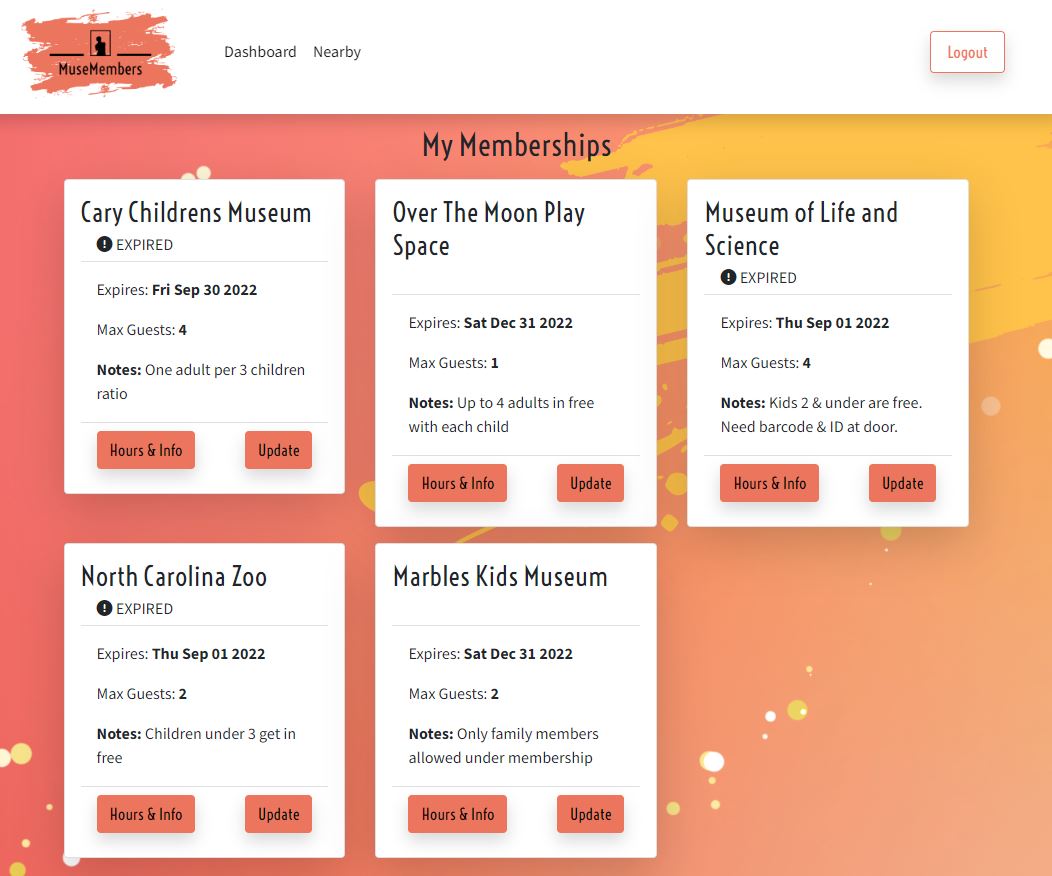 MuseMembers
Dashboard Nearby
Logout
My Memberships
Cary Childrens Museum
EXPIRED
Expires: Fri Sep 30 2022
Max Guests: 4
Notes: One adult per 3 children
ratio
Hours & Info Update
Over The Moon Play
Space
Expires: Sat Dec 31 2022
Max Guests: 1
Notes: Up to 4 adults in free
with each child
Hours & Info Update
Museum of Life and
Science
EXPIRED
Expires: Thu Sep 01 2022
Max Guests: 4
Notes: Kids 2 & under are free.
Need barcode & ID at door.
Hours & Info Update
North Carolina Zoo
EXPIRED
Expires: Thu Sep 01 2022
Max Guests: 2
Notes: Children under 3 get in
free
Hours & Info Update
Marbles Kids Museum
Expires: Sat Dec 31 2022
Max Guests: 2
Notes: Only family members
allowed under membership
Hours & Info Update